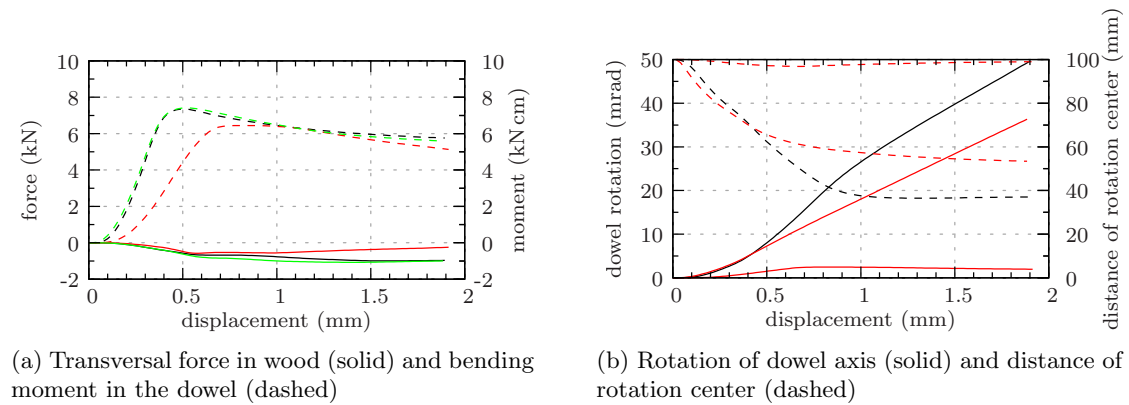 10
8
6
4
2
0
-2
force (kN)
10
8
6
4
2
0
-2
moment (kN cm)
0 0.5 1 1.5 2
displacement (mm)
(a) Transversal force in wood (solid) and bending
moment in the dowel (dashed)
50
40
30
20
10
0
dowel rotation (mrad)
100
80
60
40
20
0
distance of rotation center (mm)
0 0.5 1 1.5 2
displacement (mm)
(b) Rotation of dowel axis (solid) and distance of
rotation center (dashed)